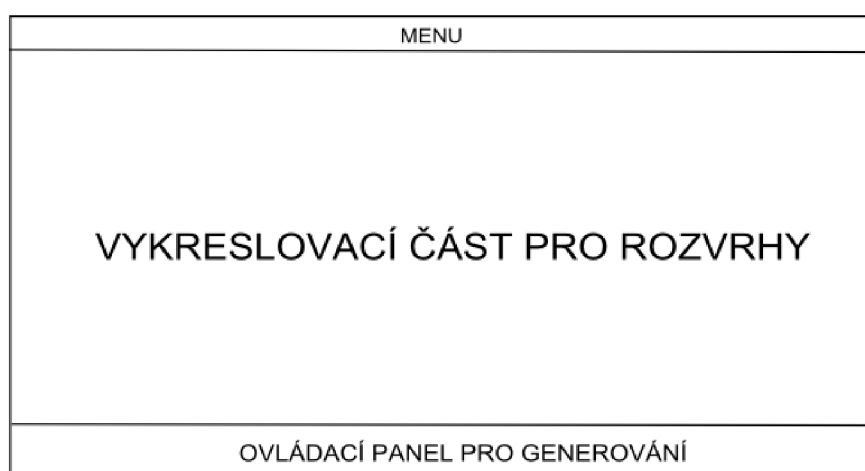 MENU
VYKRESLOVACÍ ČÁST PRO ROZVRHY
OVLÁDACÍ PANEL PRO GENEROVÁNÍ